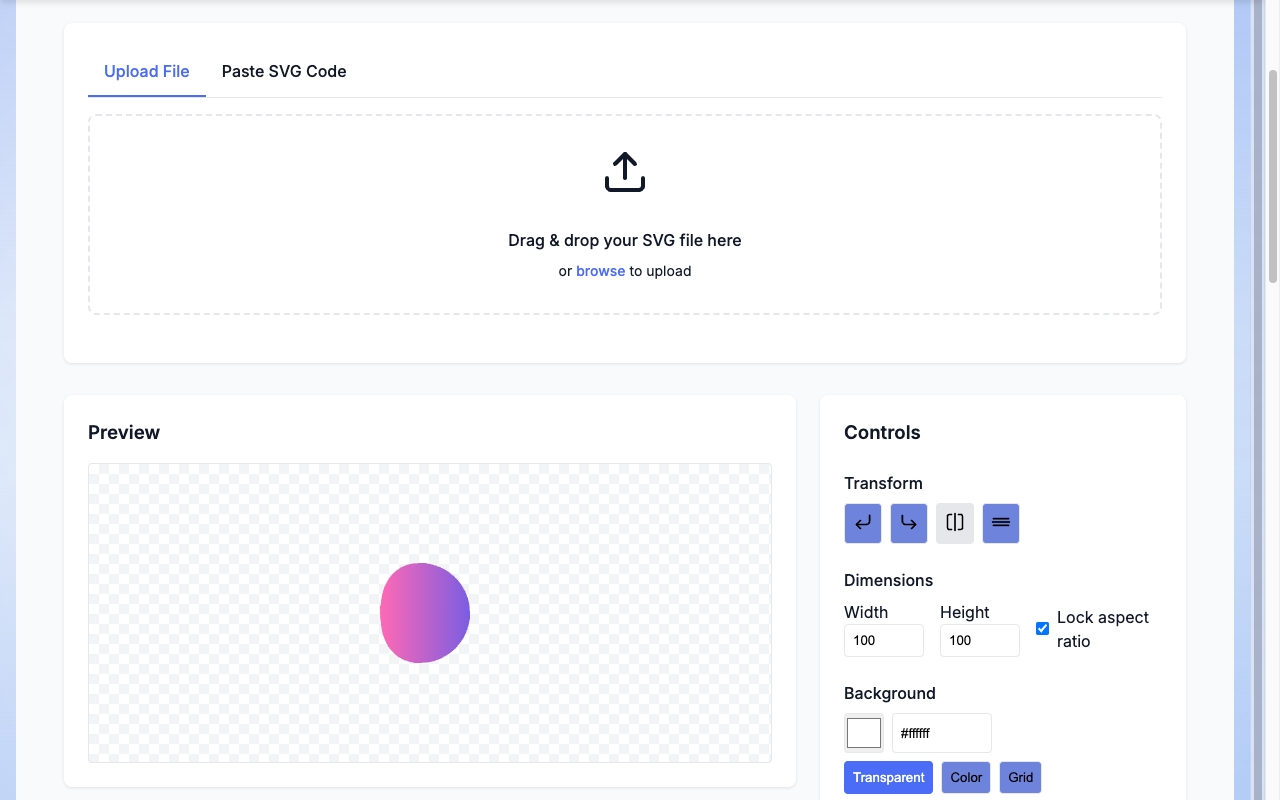 Upload File
Paste SVG Code
Drag & drop your SVG file here
or browse to upload
Preview
Controls
Transform
Dimensions
Width
Height
100
100
Lock aspect
ratio
Background
#ffffff
Transparent
Color
Grid